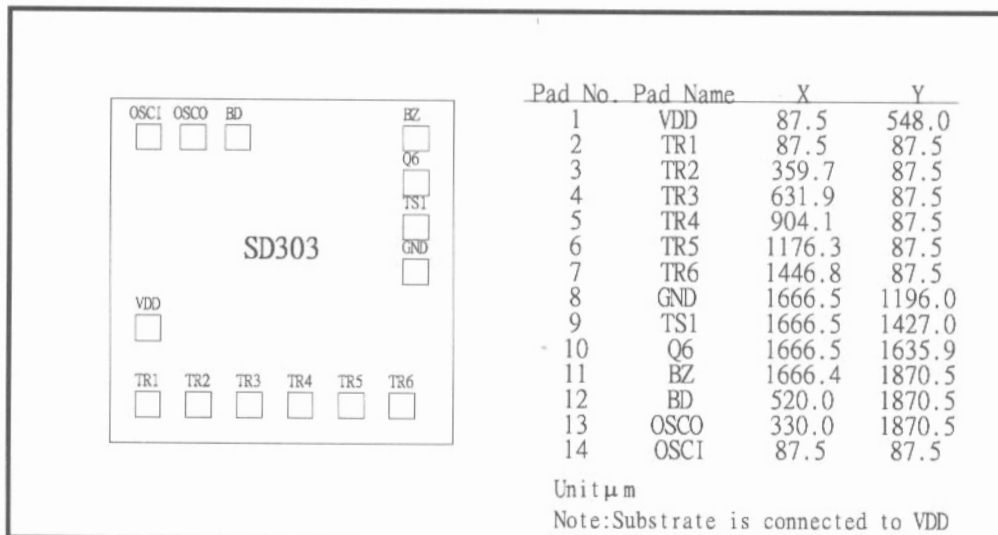 OSCI OSCO BD BZ
Q6
TS1
GND
SD303
VDD
TR1 TR2 TR3 TR4 TR5 TR6
Pad No. Pad Name X Y
1 VDD 87.5 548.0
2 TR1 87.5 87.5
3 TR2 359.7 87.5
4 TR3 631.9 87.5
5 TR4 904.1 87.5
6 TR5 1176.3 87.5
7 TR6 1446.8 87.5
8 GND 1666.5 1196.0
9 TS1 1666.5 1427.0
10 Q6 1666.5 1635.9
11 BZ 1666.4 1870.5
12 BD 520.0 1870.5
13 OSCO 330.0 1870.5
14 OSCI 87.5 87.5
Unitμm
Note:Substrate is connected to VDD